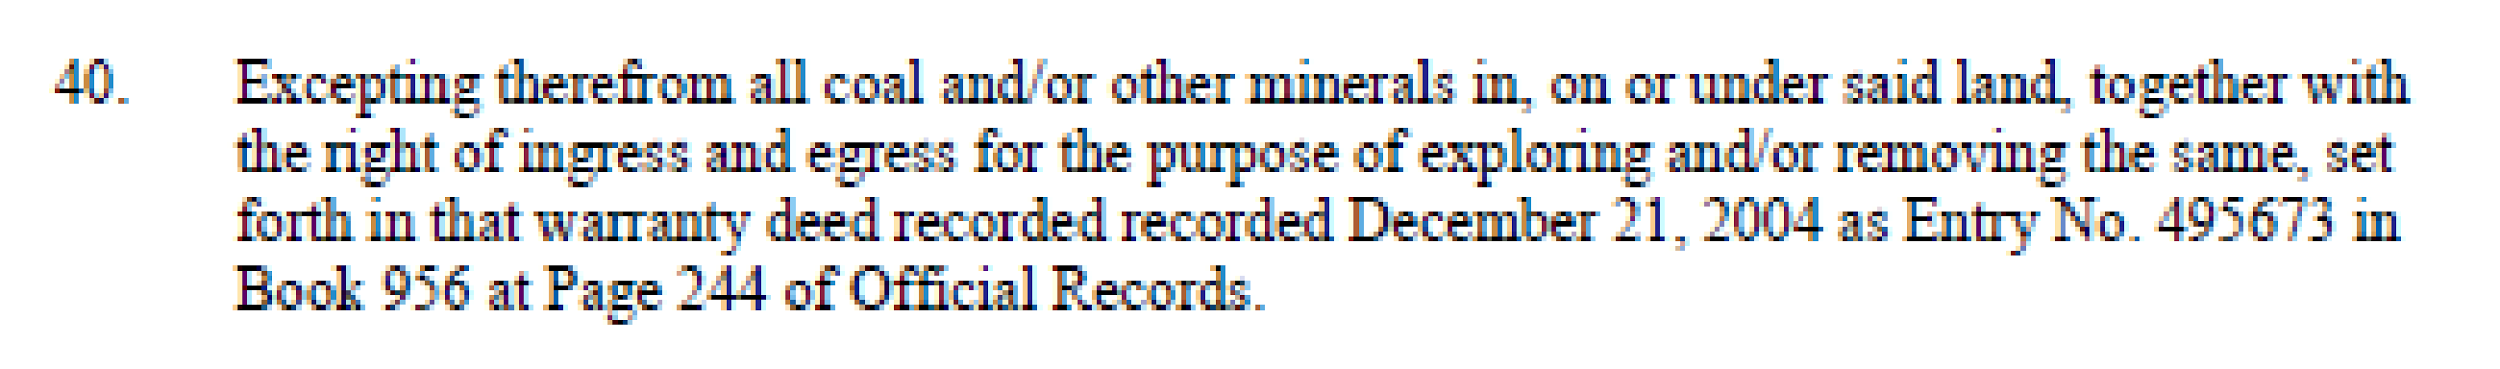 40. Excepting therefrom all coal and/or other minerals in, on or under said land, together with
the right of ingress and egress for the purpose of exploring and/or removing the same, set
forth in that warranty deed recorded recorded December 21, 2004 as Entry No. 495673 in
Book 956 at Page 244 of Official Records.